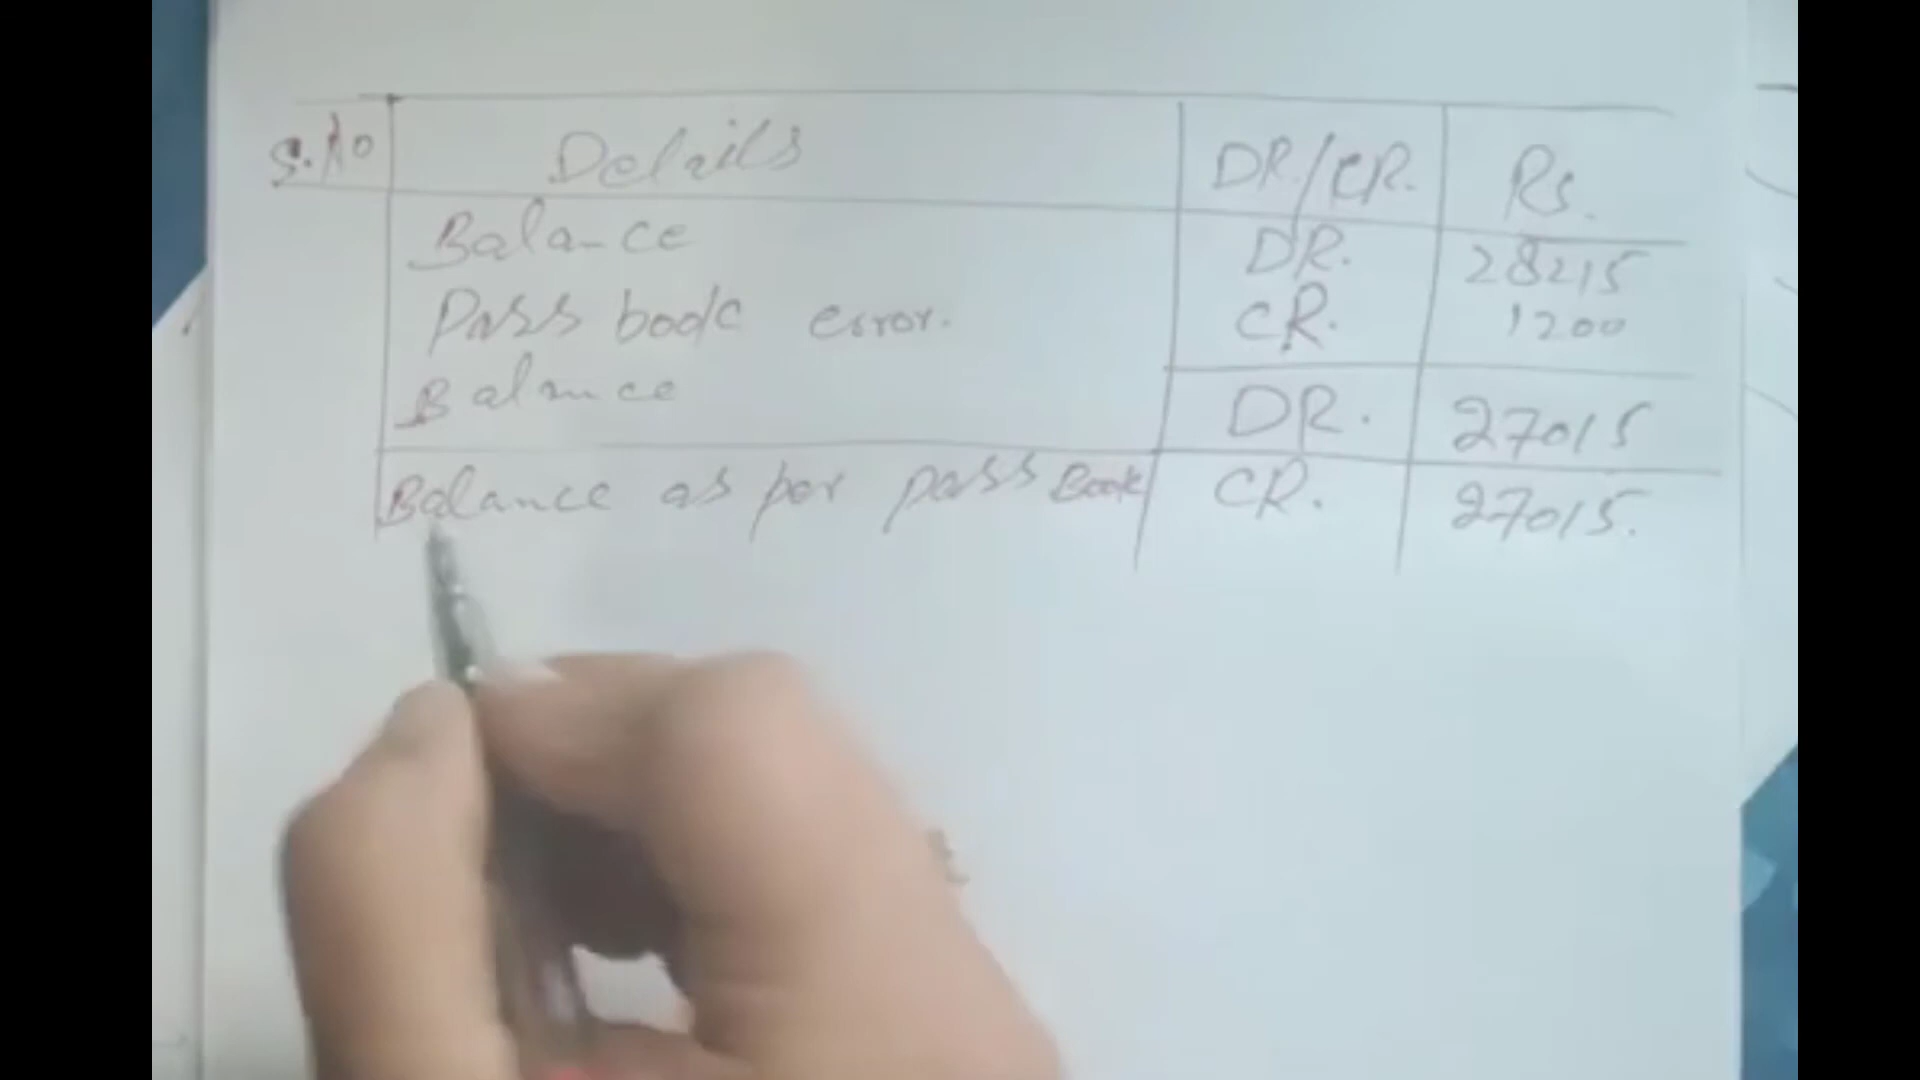 S.No Details DR./CR. Rs.
Balance DR. 28215
Pass book error. CR. 1200
Balance DR. 27015
Balance as per pass Book CR. 27015.